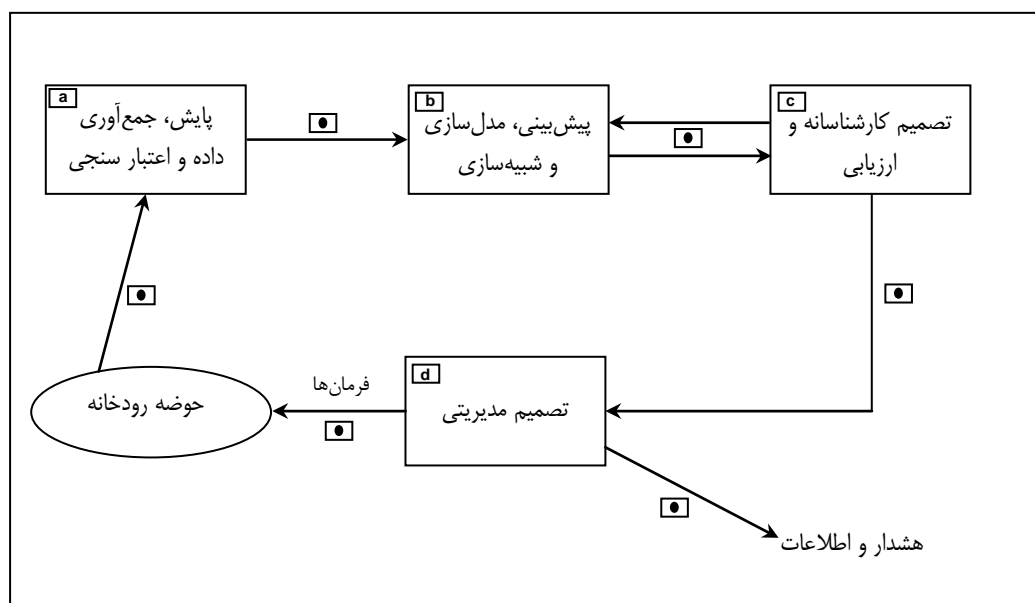 a
پایش، جمع‌آوری
داده و اعتبار سنجی
b
پیش‌بینی، مدل‌سازی
و شبیه‌سازی
c
تصمیم کارشناسانه و
ارزیابی
حوضه رودخانه
فرمان‌ها
d
تصمیم مدیریتی
هشدار و اطلاعات